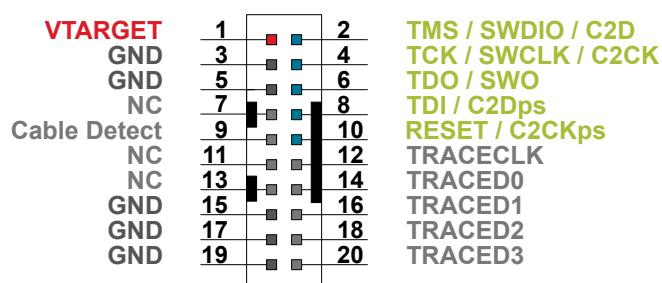 VTARGET 1 2 TMS / SWDIO / C2D
GND 3 4 TCK / SWCLK / C2CK
GND 5 6 TDO / SWO
NC 7 8 TDI / C2Dps
Cable Detect 9 10 RESET / C2CKps
NC 11 12 TRACECLK
NC 13 14 TRACED0
GND 15 16 TRACED1
GND 17 18 TRACED2
GND 19 20 TRACED3